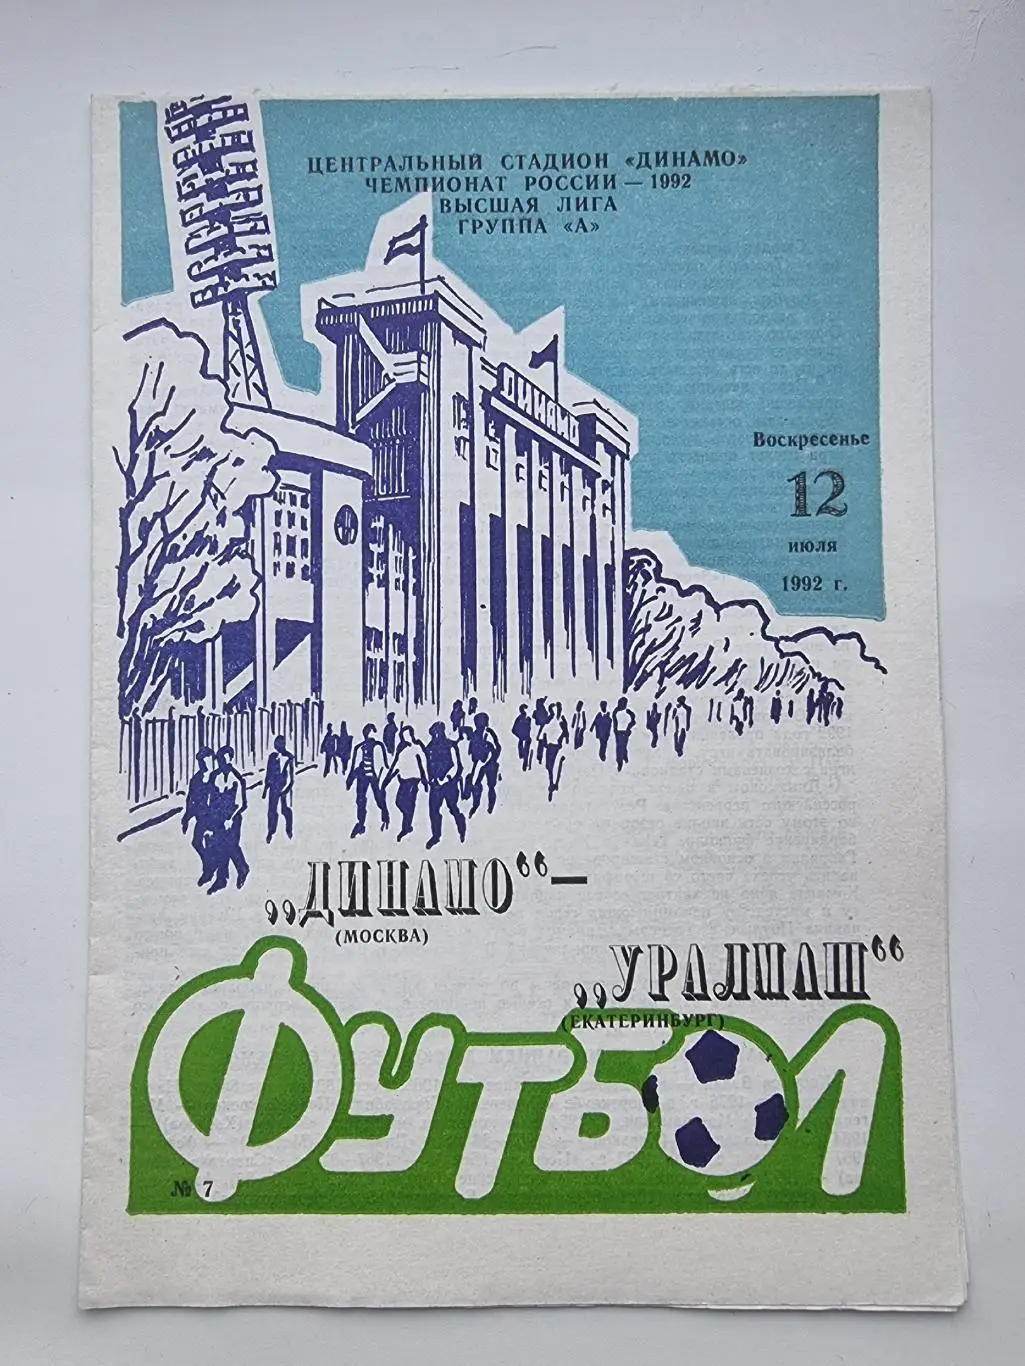 ЦЕНТРАЛЬНЫЙ СТАДИОН «ДИНАМО»
ЧЕМПИОНАТ РОССИИ — 1992
ВЫСШАЯ ЛИГА
ГРУППА «А»
ДИНАМО
Воскресенье
12
июля
1992 г.
„ДИНАМО“ —
(МОСКВА)
„УРАЛМАШ“
(ЕКАТЕРИНБУРГ)
ФУТБОЛ
№ 7